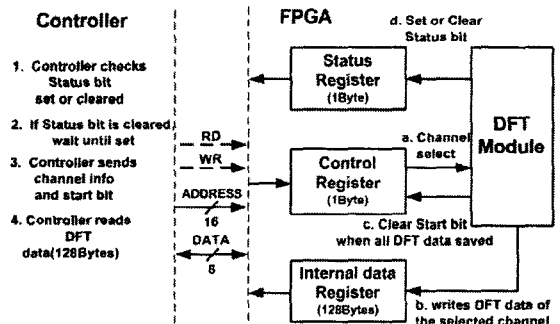 Controller
FPGA
d. Set or Clear
Status bit
1. Controller checks
Status bit
set or cleared
2. If Status bit is cleared,
wait until set
3. Controller sends
channel info
and start bit
4. Controller reads
DFT
data(128Bytes)
RD
WR
ADDRESS
16
DATA
8
Status
Register
(1Byte)
a. Channel
select
Control
Register
(1Byte)
DFT
Module
c. Clear Start bit
when all DFT data saved
Internal data
Register
(128Bytes)
b. writes DFT data of
the selected channel